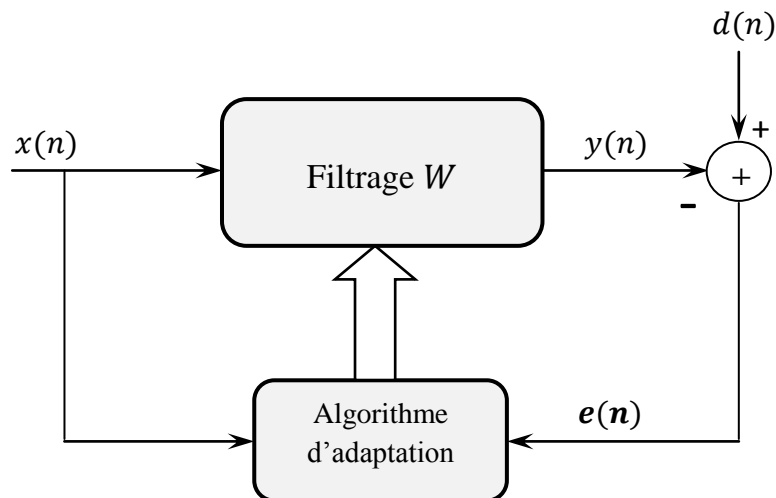 d(n)
+
x(n)
Filtrage W
y(n)
+
-
Algorithme
d'adaptation
e(n)